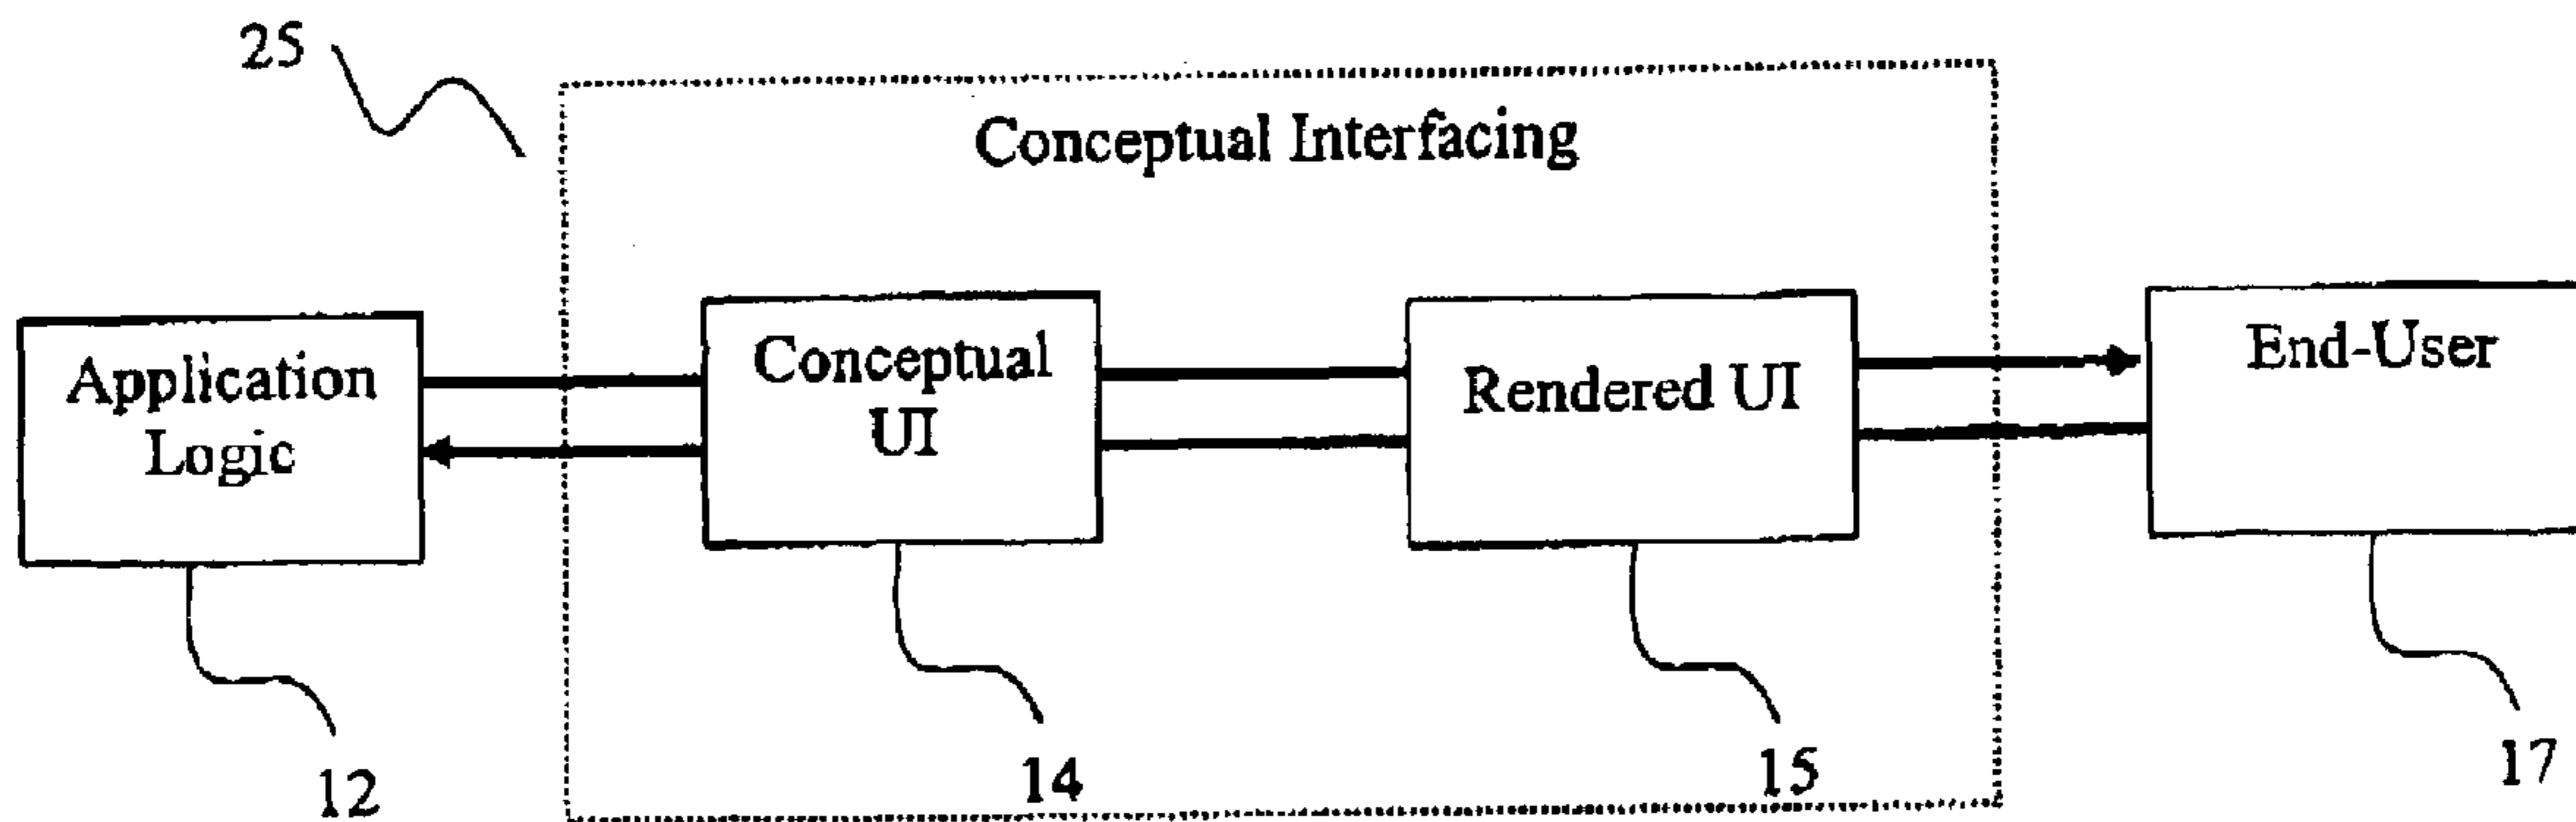 25
Conceptual Interfacing
Application
Logic
Conceptual
UI
Rendered UI
End-User
12
14
15
17